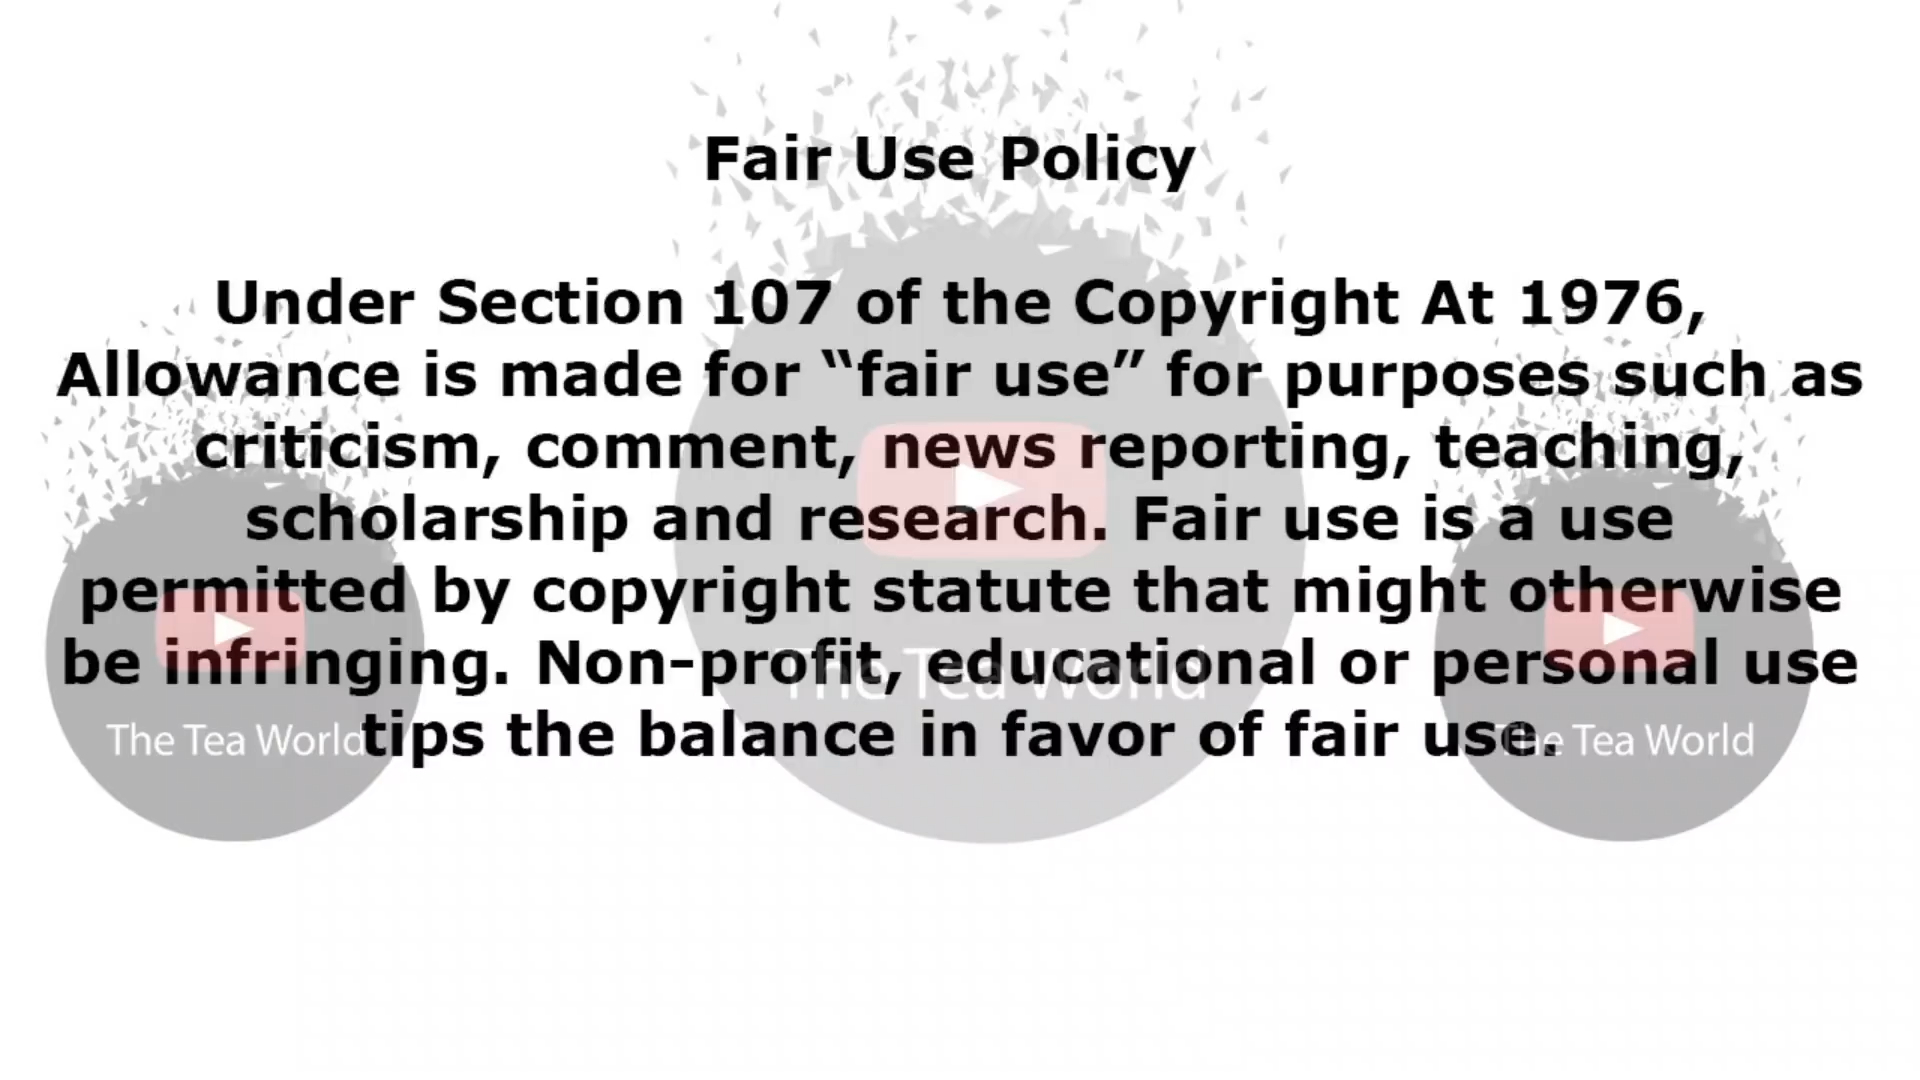 Fair Use Policy
Under Section 107 of the Copyright At 1976,
Allowance is made for “fair use” for purposes such as
criticism, comment, news reporting, teaching,
scholarship and research. Fair use is a use
permitted by copyright statute that might otherwise
be infringing. Non-profit, educational or personal use
tips the balance in favor of fair use.
The Tea World
The Tea World
The Tea World